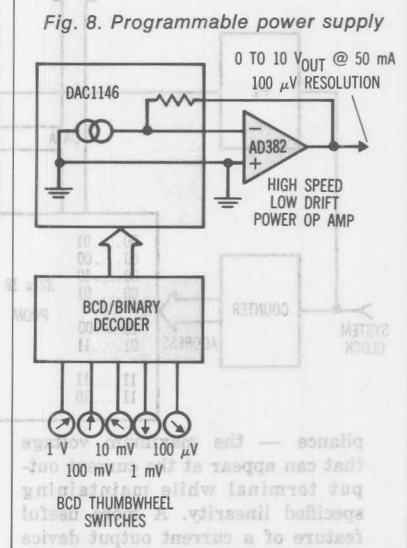 Fig. 8. Programmable power supply
0 TO 10 VOUT @ 50 mA
100 µV RESOLUTION
DAC1146
−
AD382
+
HIGH SPEED
LOW DRIFT
POWER OP AMP
BCD/BINARY
DECODER
1 V 10 mV 100 µV
100 mV 1 mV
BCD THUMBWHEEL
SWITCHES
COUNTER
SYSTEM
CLOCK
ADDRESS
PROM
pliance — the maximum voltage
that can appear at the current out-
put terminal while maintaining
specified linearity. A useful
feature of a current output device